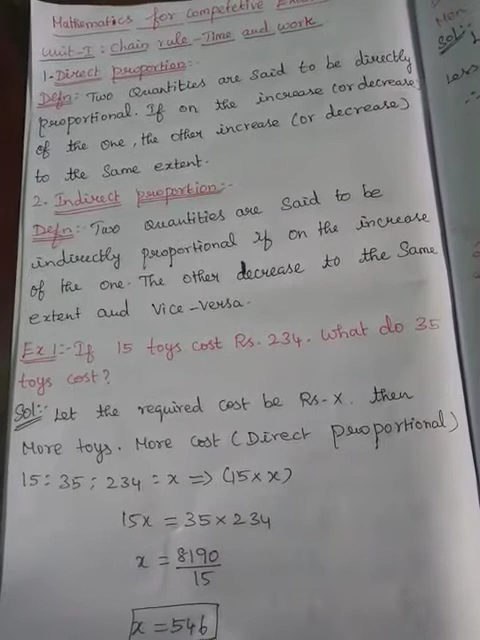 Mathematics for competetive
Unit-I: Chain rule-Time and work
1-Direct proportion:-
Defn:- Two Quantities are said to be directly
proportional. If on the increase (or decrease
of the one, the other increase (or decrease)
to the same extent.
2. Indirect proportion:-
Defn:- Two Quantities are said to be
indirectly proportional if on the increase
of the one. The other decrease to the same
extent and Vice-versa.
Ex 1:- If 15 toys cost Rs. 234. What do 35
toys cost?
Sol:- Let the required cost be Rs-x. then
More toys. More cost (Direct proportional)
15:35:234:x => (15×x)
15x = 35×234
x = 8190
15
x = 546
Men
Sol:-
Less
∴